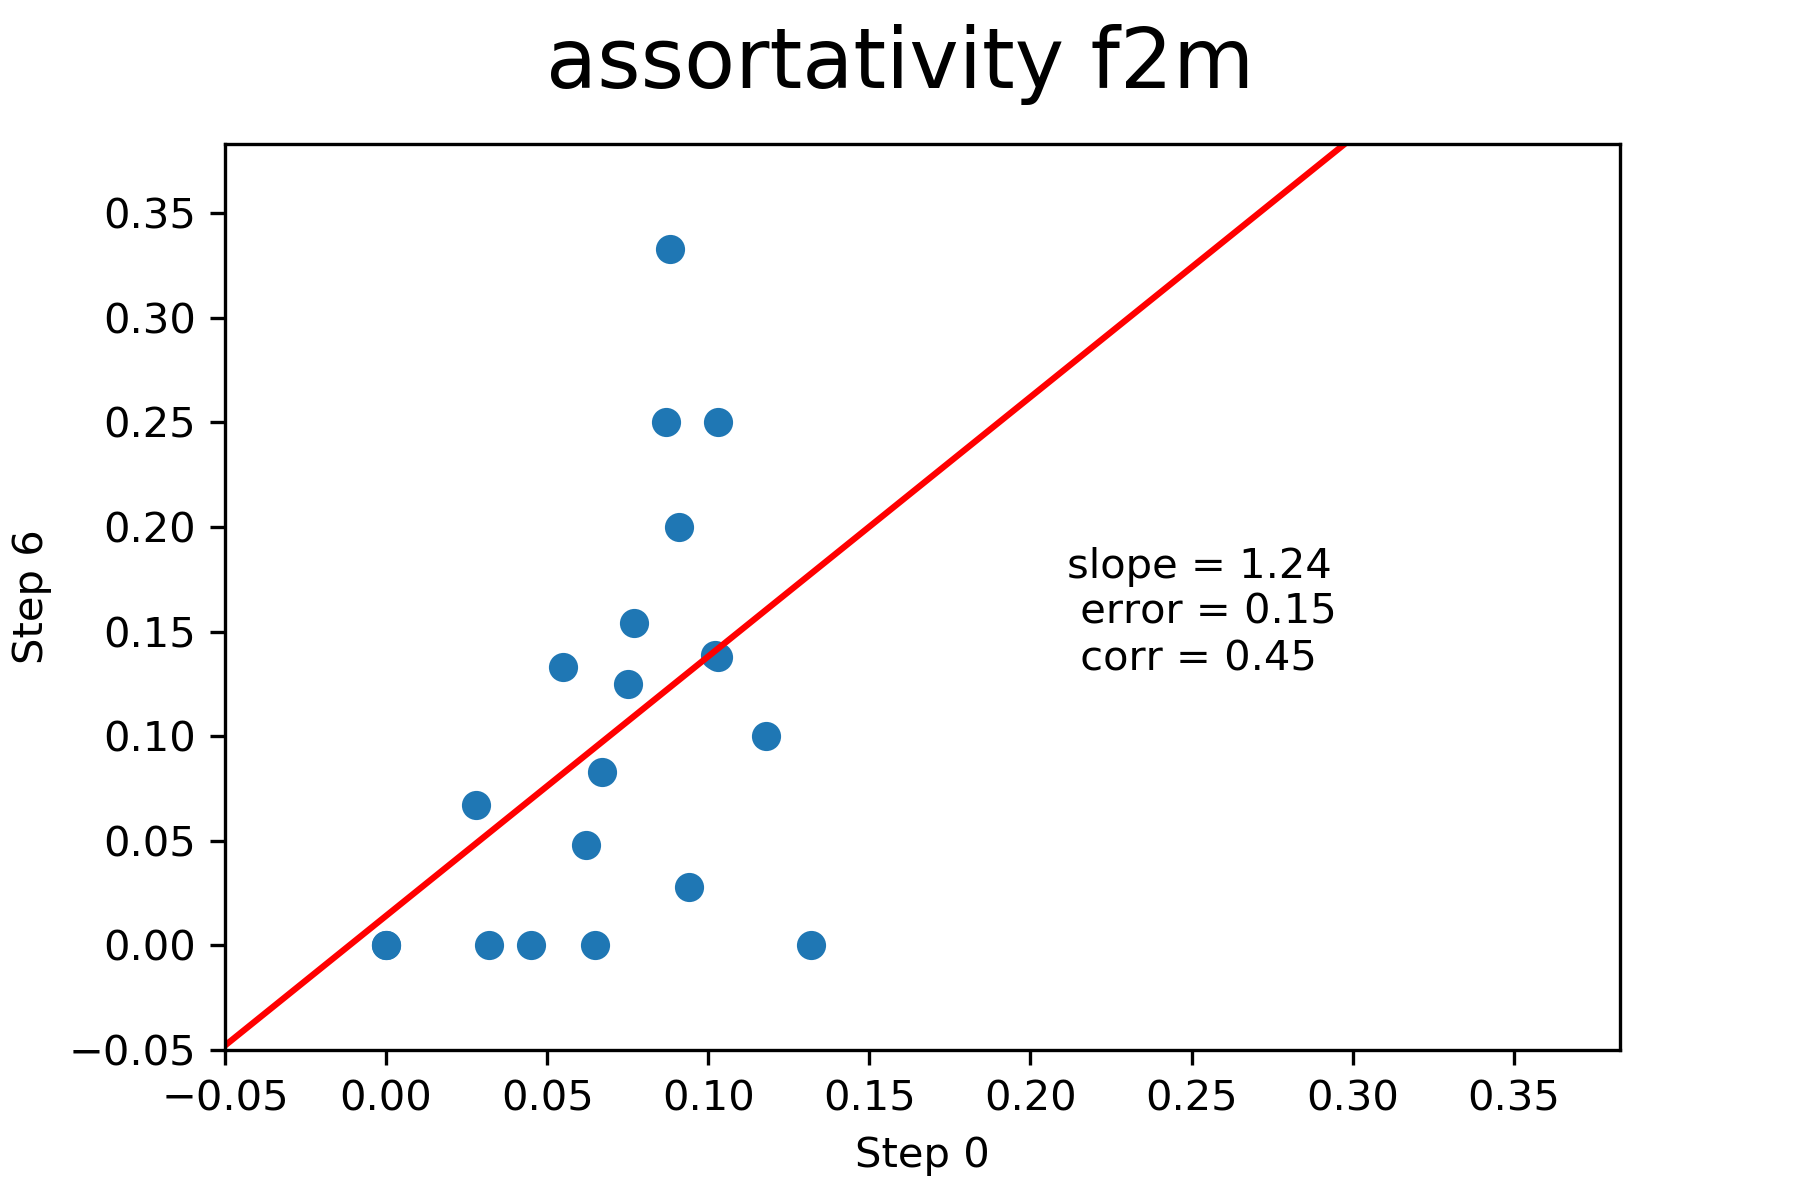 assortativity f2m
0.35
0.30
0.25
0.20
0.15
0.10
0.05
0.00
−0.05
Step 6
slope = 1.24
error = 0.15
corr = 0.45
−0.05 0.00 0.05 0.10 0.15 0.20 0.25 0.30 0.35
Step 0